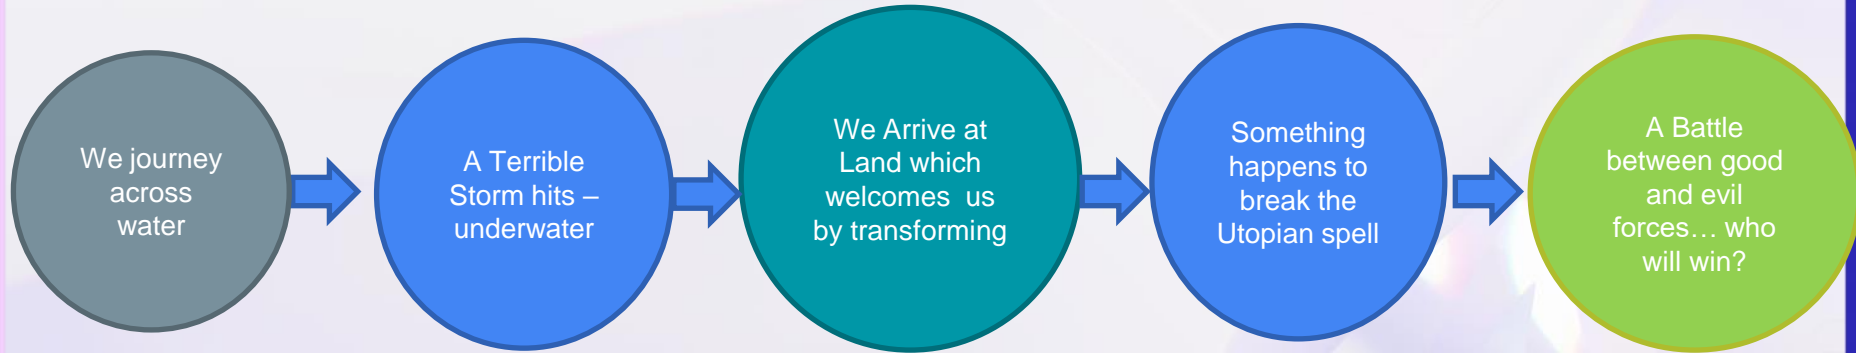 We journey
across
water
A Terrible
Storm hits –
underwater
We Arrive at
Land which
welcomes  us
by transforming
Something
happens to
break the
Utopian spell
A Battle
between good
and evil
forces… who
will win?